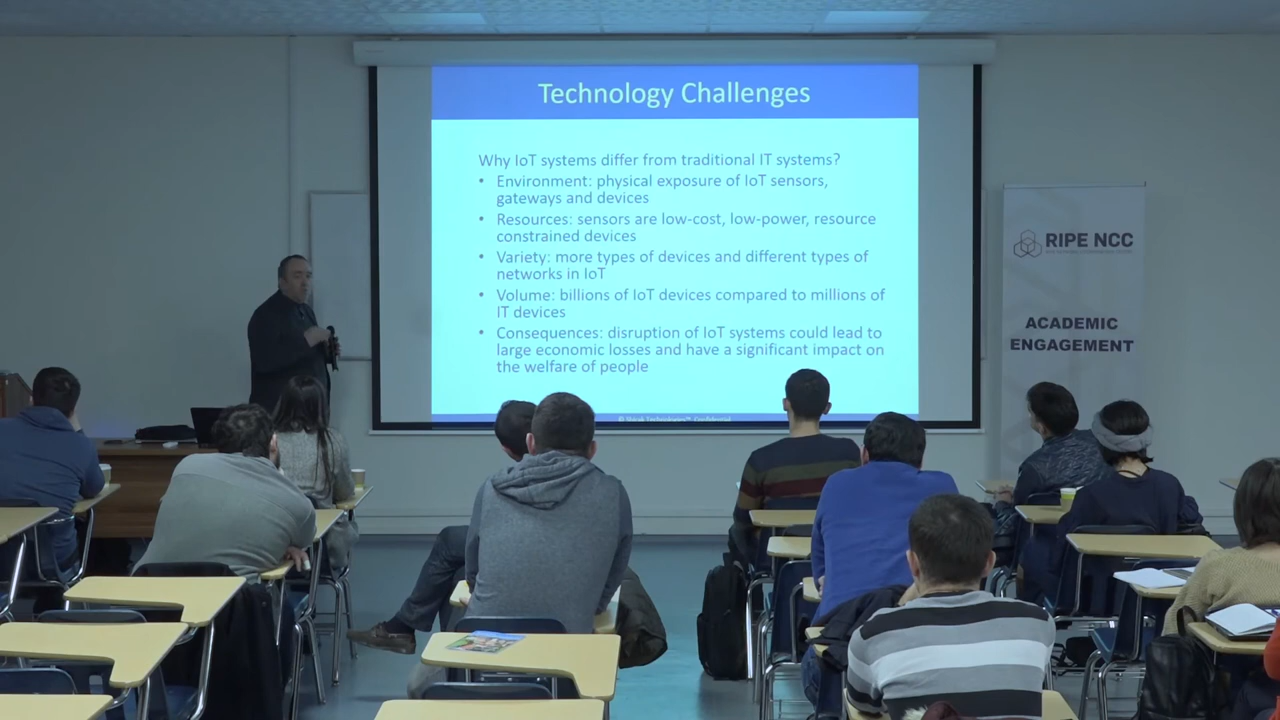 Technology Challenges
Why IoT systems differ from traditional IT systems?
• Environment: physical exposure of IoT sensors,
gateways and devices
• Resources: sensors are low-cost, low-power, resource
constrained devices
• Variety: more types of devices and different types of
networks in IoT
• Volume: billions of IoT devices compared to millions of
IT devices
• Consequences: disruption of IoT systems could lead to
large economic losses and have a significant impact on
the welfare of people
Technologies™. Confidential
RIPE NCC
ACADEMIC
ENGAGEMENT